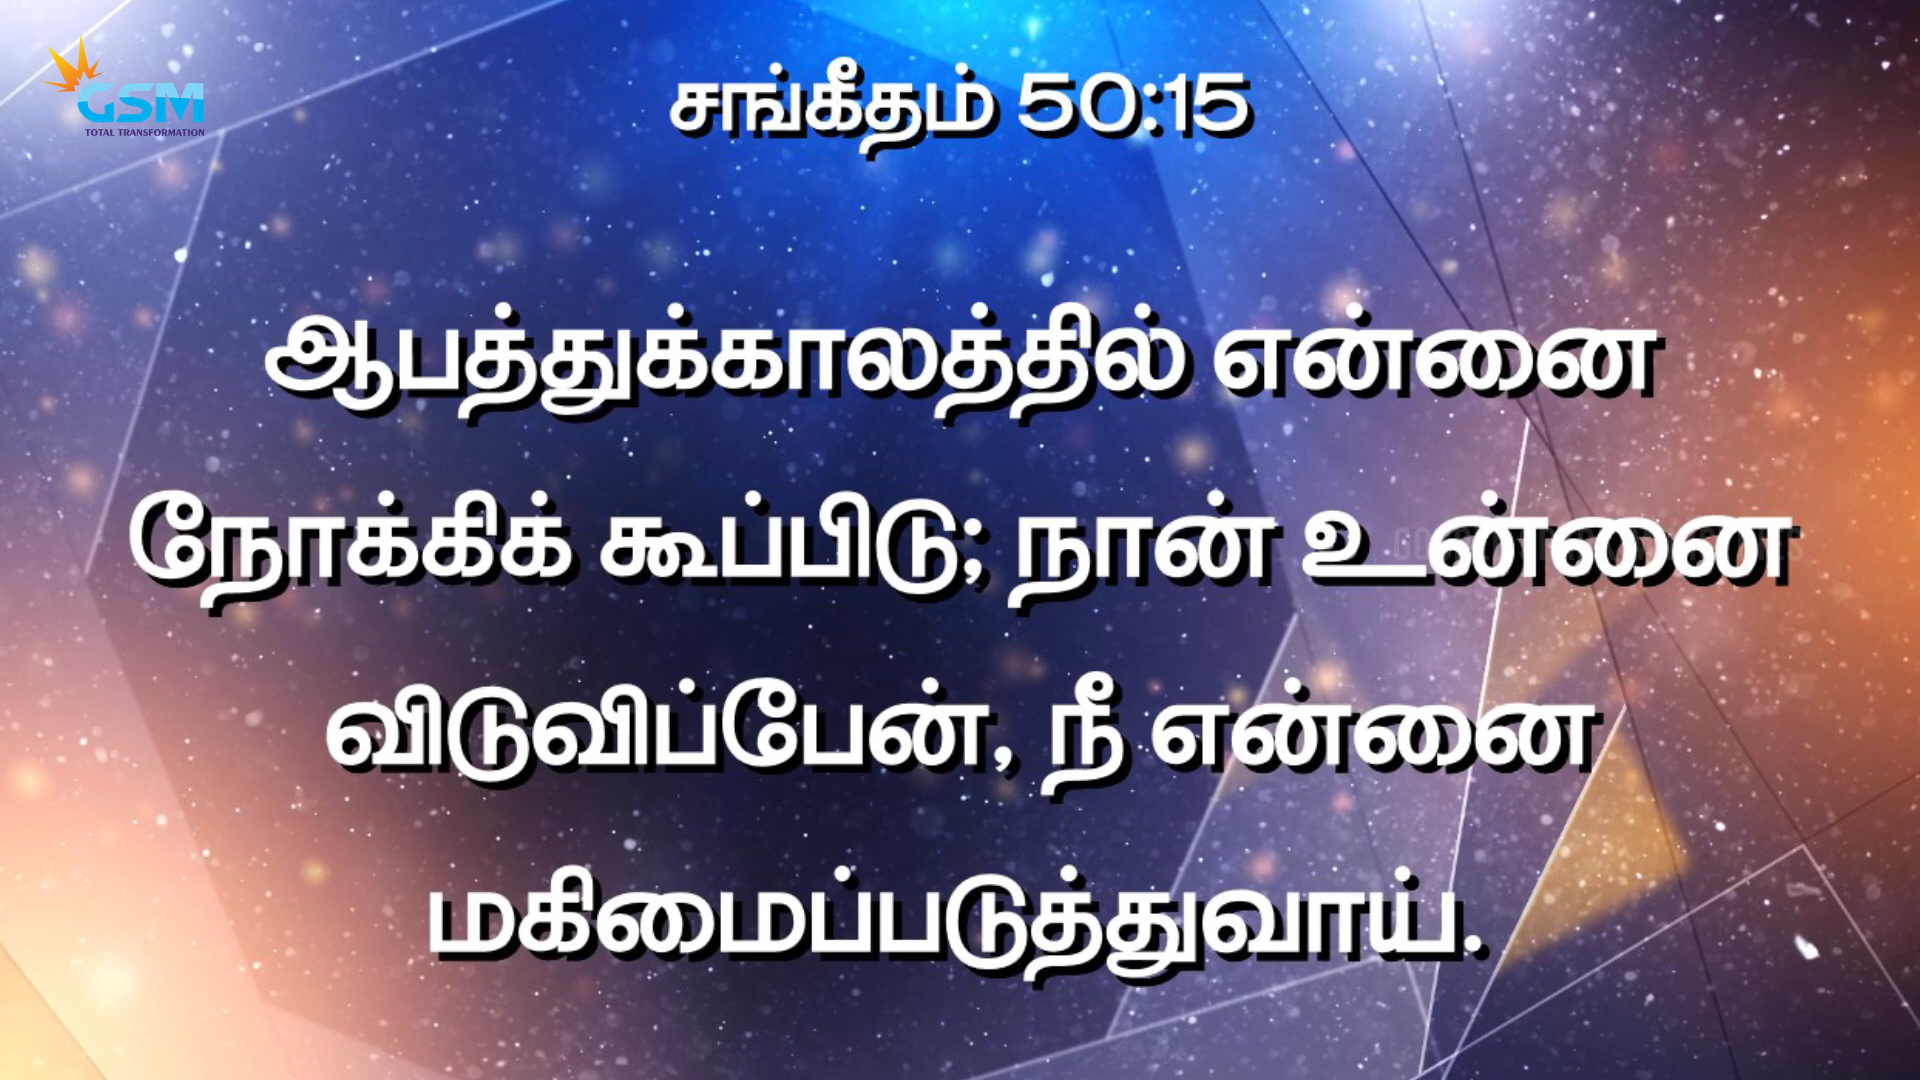 GSM
TOTAL TRANSFORMATION
சங்கீதம் 50:15
ஆபத்துக்காலத்தில் என்னை
நோக்கிக் கூப்பிடு; நான் உன்னை
விடுவிப்பேன், நீ என்னை
மகிமைப்படுத்துவாய்.